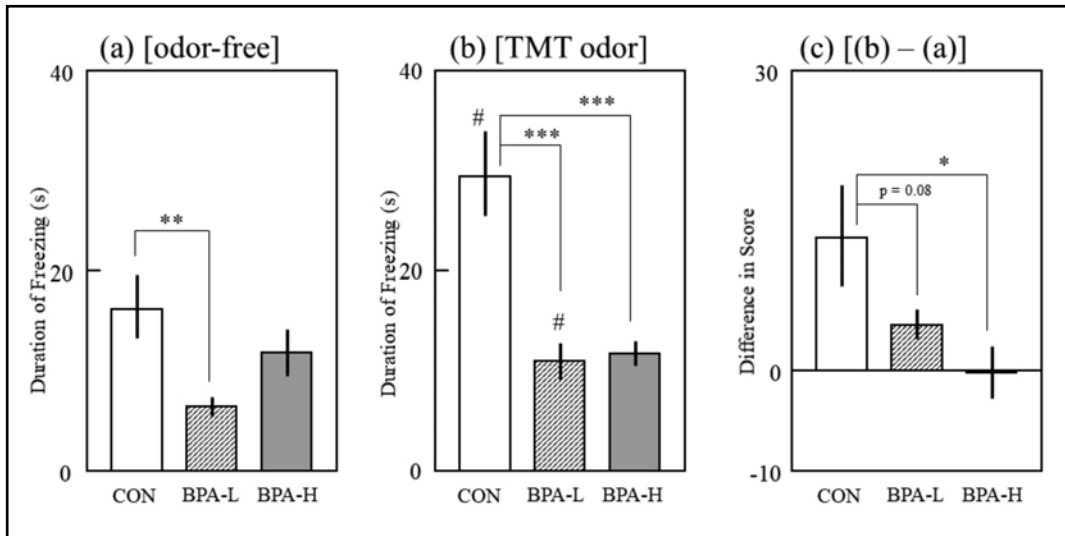 (a) [odor-free]
40
20
0
Duration of Freezing (s)
**
CON BPA-L BPA-H
(b) [TMT odor]
40
20
0
Duration of Freezing (s)
#
***
***
#
CON BPA-L BPA-H
(c) [(b) – (a)]
30
0
-10
Difference in Score
*
p = 0.08
CON BPA-L BPA-H